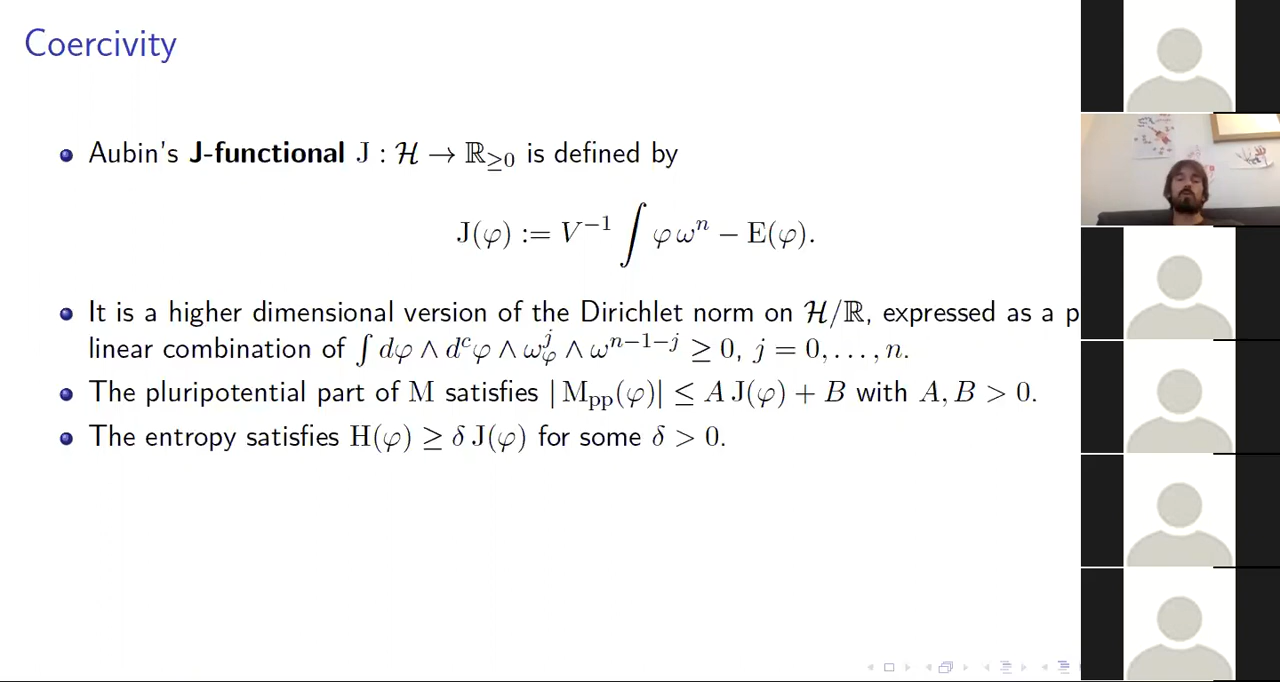 Coercivity
Aubin's J-functional J : ℋ → ℝ≥0 is defined by
J(φ) := V⁻¹ ∫ φ ωⁿ − E(φ).
It is a higher dimensional version of the Dirichlet norm on ℋ/ℝ, expressed as a
linear combination of ∫ dφ ∧ dᶜφ ∧ ω_φ^j ∧ ω^{n−1−j} ≥ 0, j = 0, . . . , n.
The pluripotential part of M satisfies | M_pp(φ)| ≤ A J(φ) + B with A, B > 0.
The entropy satisfies H(φ) ≥ δ J(φ) for some δ > 0.